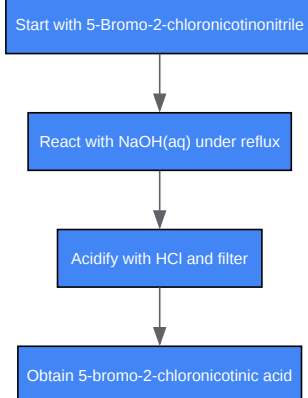 Start with 5-Bromo-2-chloronicotinonitrile
React with NaOH(aq) under reflux
Acidify with HCl and filter
Obtain 5-bromo-2-chloronicotinic acid